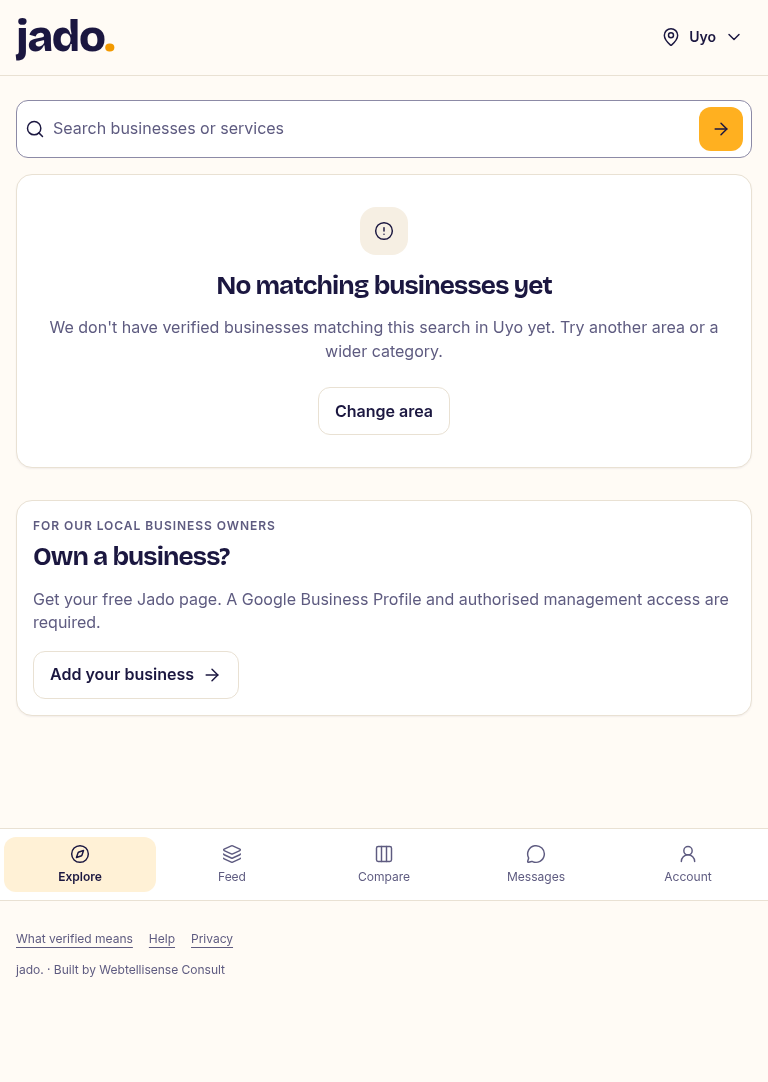 jado.
Uyo
Search businesses or services
No matching businesses yet
We don't have verified businesses matching this search in Uyo yet. Try another area or a
wider category.
Change area
FOR OUR LOCAL BUSINESS OWNERS
Own a business?
Get your free Jado page. A Google Business Profile and authorised management access are
required.
Add your business
Explore
Feed
Compare
Messages
Account
What verified means Help Privacy
jado. · Built by Webtellisense Consult